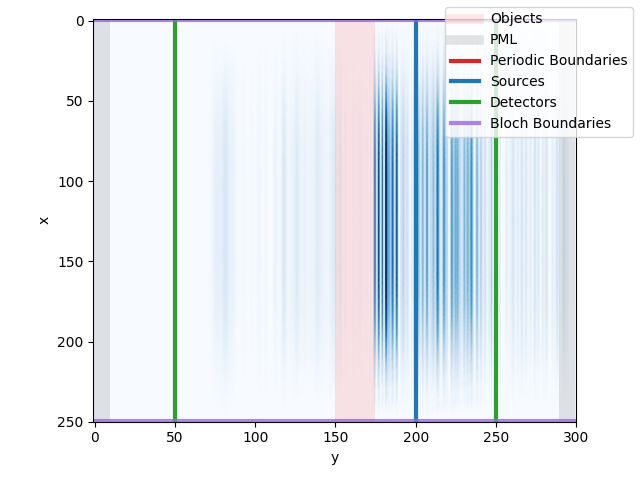 Objects
PML
Periodic Boundaries
Sources
Detectors
Bloch Boundaries
0
50
100
150
200
250
x
0
50
100
150
200
250
300
y